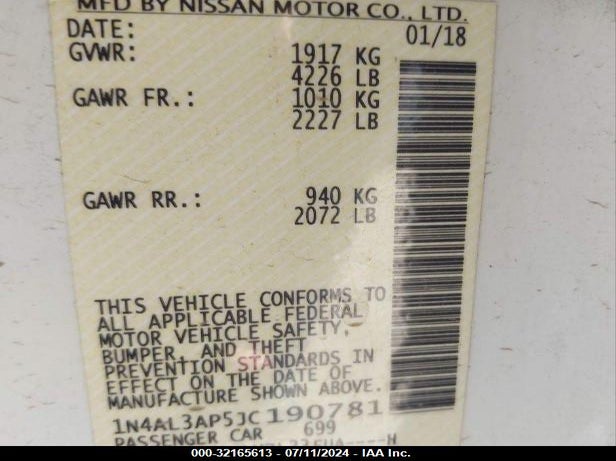 MFD BY NISSAN MOTOR CO., LTD.
DATE: 01/18
GVWR: 1917 KG
4226 LB
GAWR FR.: 1010 KG
2227 LB
GAWR RR.: 940 KG
2072 LB
THIS VEHICLE CONFORMS TO
ALL APPLICABLE FEDERAL
MOTOR VEHICLE SAFETY,
BUMPER, AND THEFT
PREVENTION STANDARDS IN
EFFECT ON THE DATE OF
MANUFACTURE SHOWN ABOVE.
1N4AL3AP5JC190781
PASSENGER CAR 699
000-32165613 - 07/11/2024 - IAA Inc.